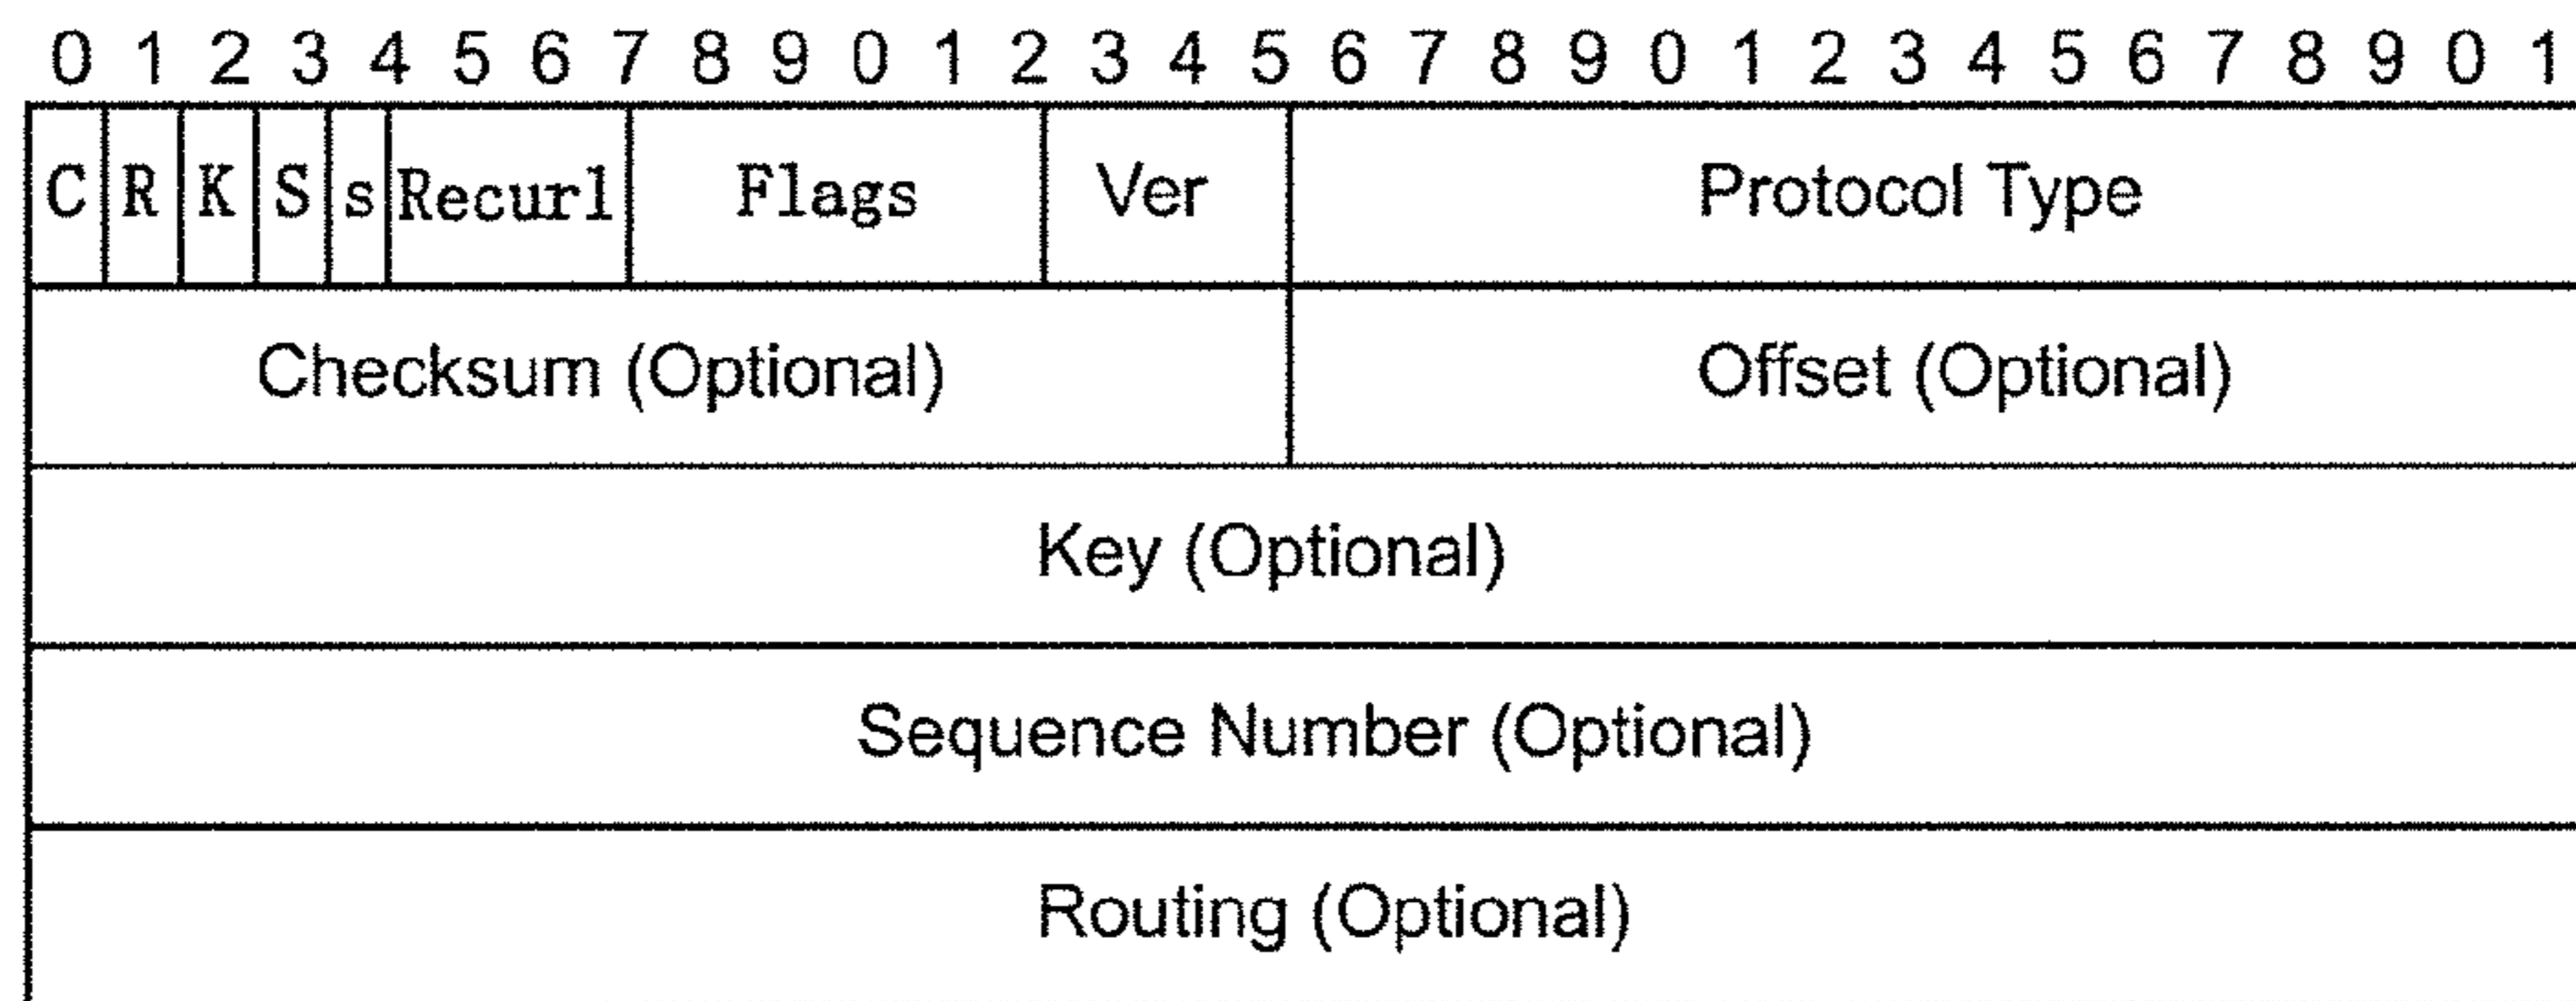 0 1 2 3 4 5 6 7 8 9 0 1 2 3 4 5 6 7 8 9 0 1 2 3 4 5 6 7 8 9 0 1
C R K S s Recurl Flags Ver Protocol Type
Checksum (Optional) Offset (Optional)
Key (Optional)
Sequence Number (Optional)
Routing (Optional)